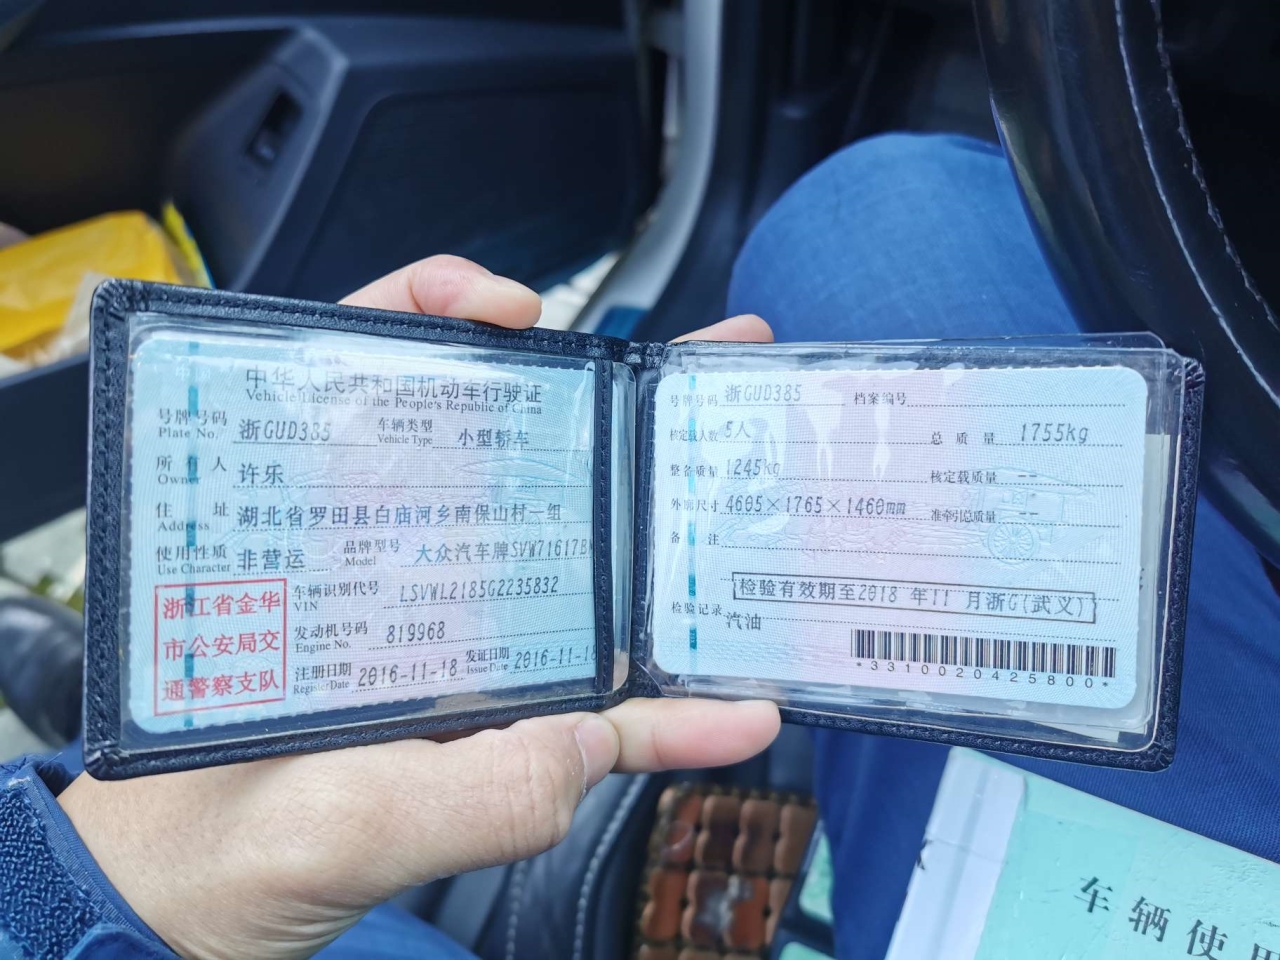 中华人民共和国机动车行驶证
Vehicle License of the People's Republic of China
号牌号码 浙GUD385 车辆类型 小型轿车
Plate No. Vehicle Type
所有人 许乐
Owner
住址 湖北省罗田县白庙河乡南保山村一组
Address
使用性质 非营运 品牌型号 大众汽车牌SVW71617B
Use Character Model
浙江省金华
市公安局交
通警察支队
车辆识别代号 LSVWL2185G2235832
VIN
发动机号码 819968
Engine No.
注册日期 2016-11-18 发证日期 2016-11-18
Register Date Issue Date
号牌号码 浙GUD385 档案编号
核定载人数 5人 总质量 1755kg
整备质量 1245kg 核定载质量 --
外廓尺寸 4605×1765×1460mm 准牵引总质量 --
备注
检验有效期至2018 年11 月浙G(武义)
检验记录
汽油
*3310020425800*
车辆使用